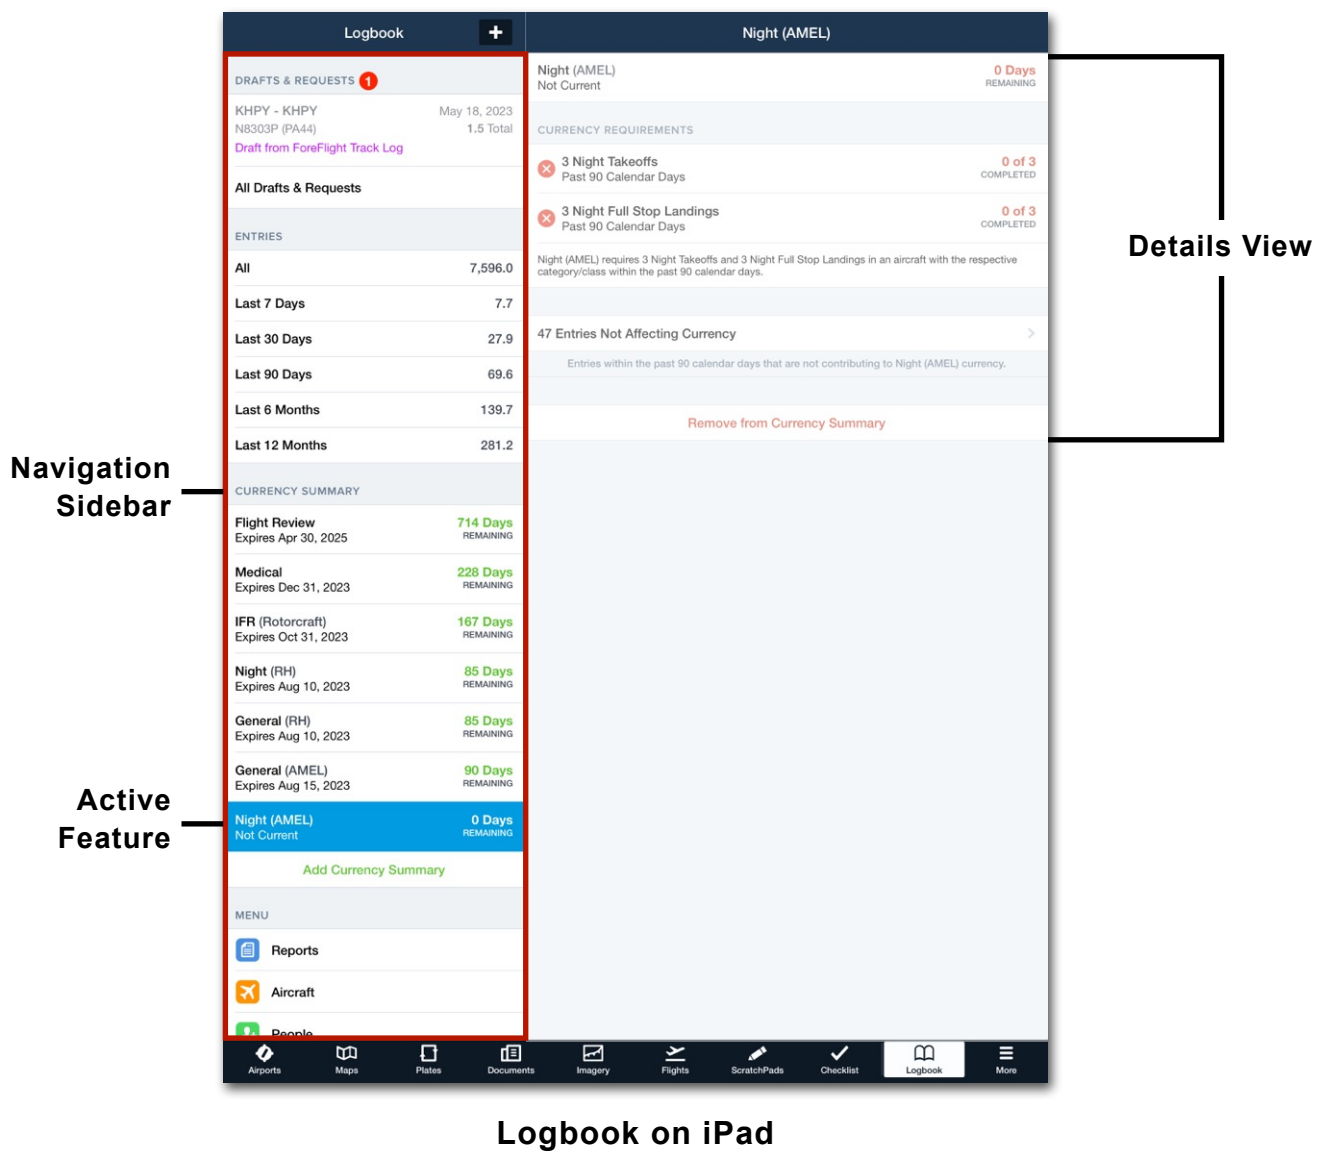 Logbook
Night (AMEL)
DRAFTS & REQUESTS 1
KHPY - KHPY May 18, 2023
N8303P (PA44) 1.5 Total
Draft from ForeFlight Track Log
All Drafts & Requests
ENTRIES
All 7,596.0
Last 7 Days 7.7
Last 30 Days 27.9
Last 90 Days 69.6
Last 6 Months 139.7
Last 12 Months 281.2
CURRENCY SUMMARY
Flight Review 714 Days
Expires Apr 30, 2025 REMAINING
Medical 228 Days
Expires Dec 31, 2023 REMAINING
IFR (Rotorcraft) 167 Days
Expires Oct 31, 2023 REMAINING
Night (RH) 85 Days
Expires Aug 10, 2023 REMAINING
General (RH) 85 Days
Expires Aug 10, 2023 REMAINING
General (AMEL) 90 Days
Expires Aug 15, 2023 REMAINING
Night (AMEL) 0 Days
Not Current REMAINING
Add Currency Summary
MENU
Reports
Aircraft
People
Night (AMEL) 0 Days
Not Current REMAINING
CURRENCY REQUIREMENTS
3 Night Takeoffs 0 of 3
Past 90 Calendar Days COMPLETED
3 Night Full Stop Landings 0 of 3
Past 90 Calendar Days COMPLETED
Night (AMEL) requires 3 Night Takeoffs and 3 Night Full Stop Landings in an aircraft with the respective
category/class within the past 90 calendar days.
47 Entries Not Affecting Currency
Entries within the past 90 calendar days that are not contributing to Night (AMEL) currency.
Remove from Currency Summary
Airports Maps Plates Documents Imagery Flights ScratchPads Checklist Logbook More
Navigation
Sidebar
Active
Feature
Details View
Logbook on iPad